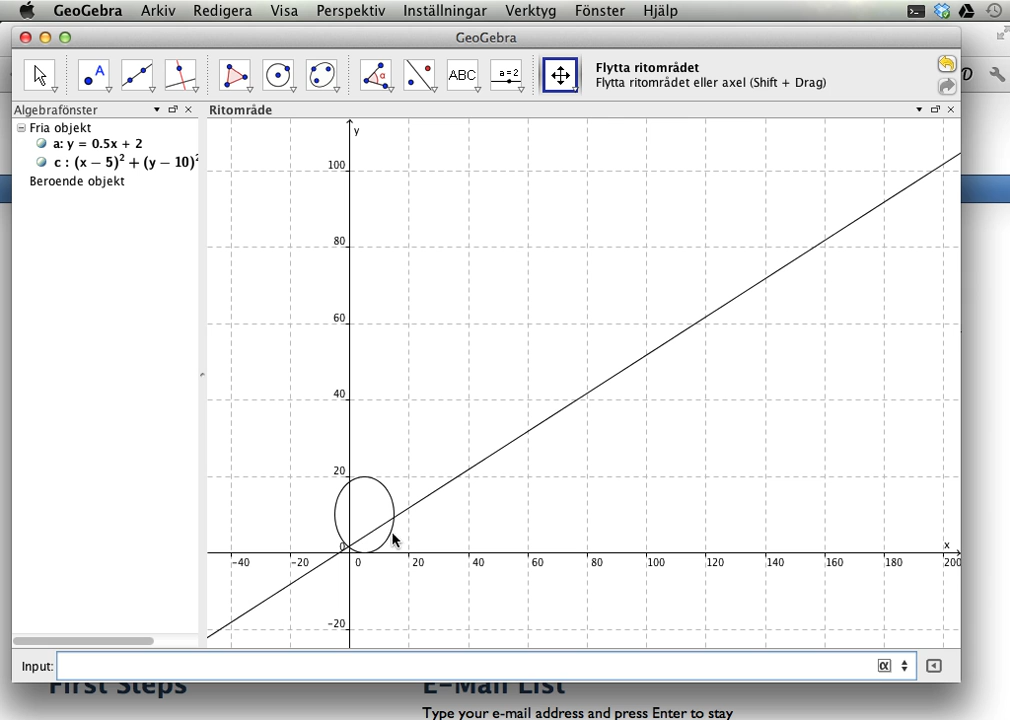 GeoGebra Arkiv Redigera Visa Perspektiv Inställningar Verktyg Fönster Hjälp
GeoGebra
A
α
ABC
a=2
Flytta ritområdet
Flytta ritområdet eller axel (Shift + Drag)
Algebrafönster
Ritområde
Fria objekt
a: y = 0.5x + 2
c : (x − 5)² + (y − 10)²
Beroende objekt
y
100
80
60
40
20
0
x
−40 −20 0 20 40 60 80 100 120 140 160 180 200
−20
Input:
α
First Steps
E-Mail List
Type your e-mail address and press Enter to stay